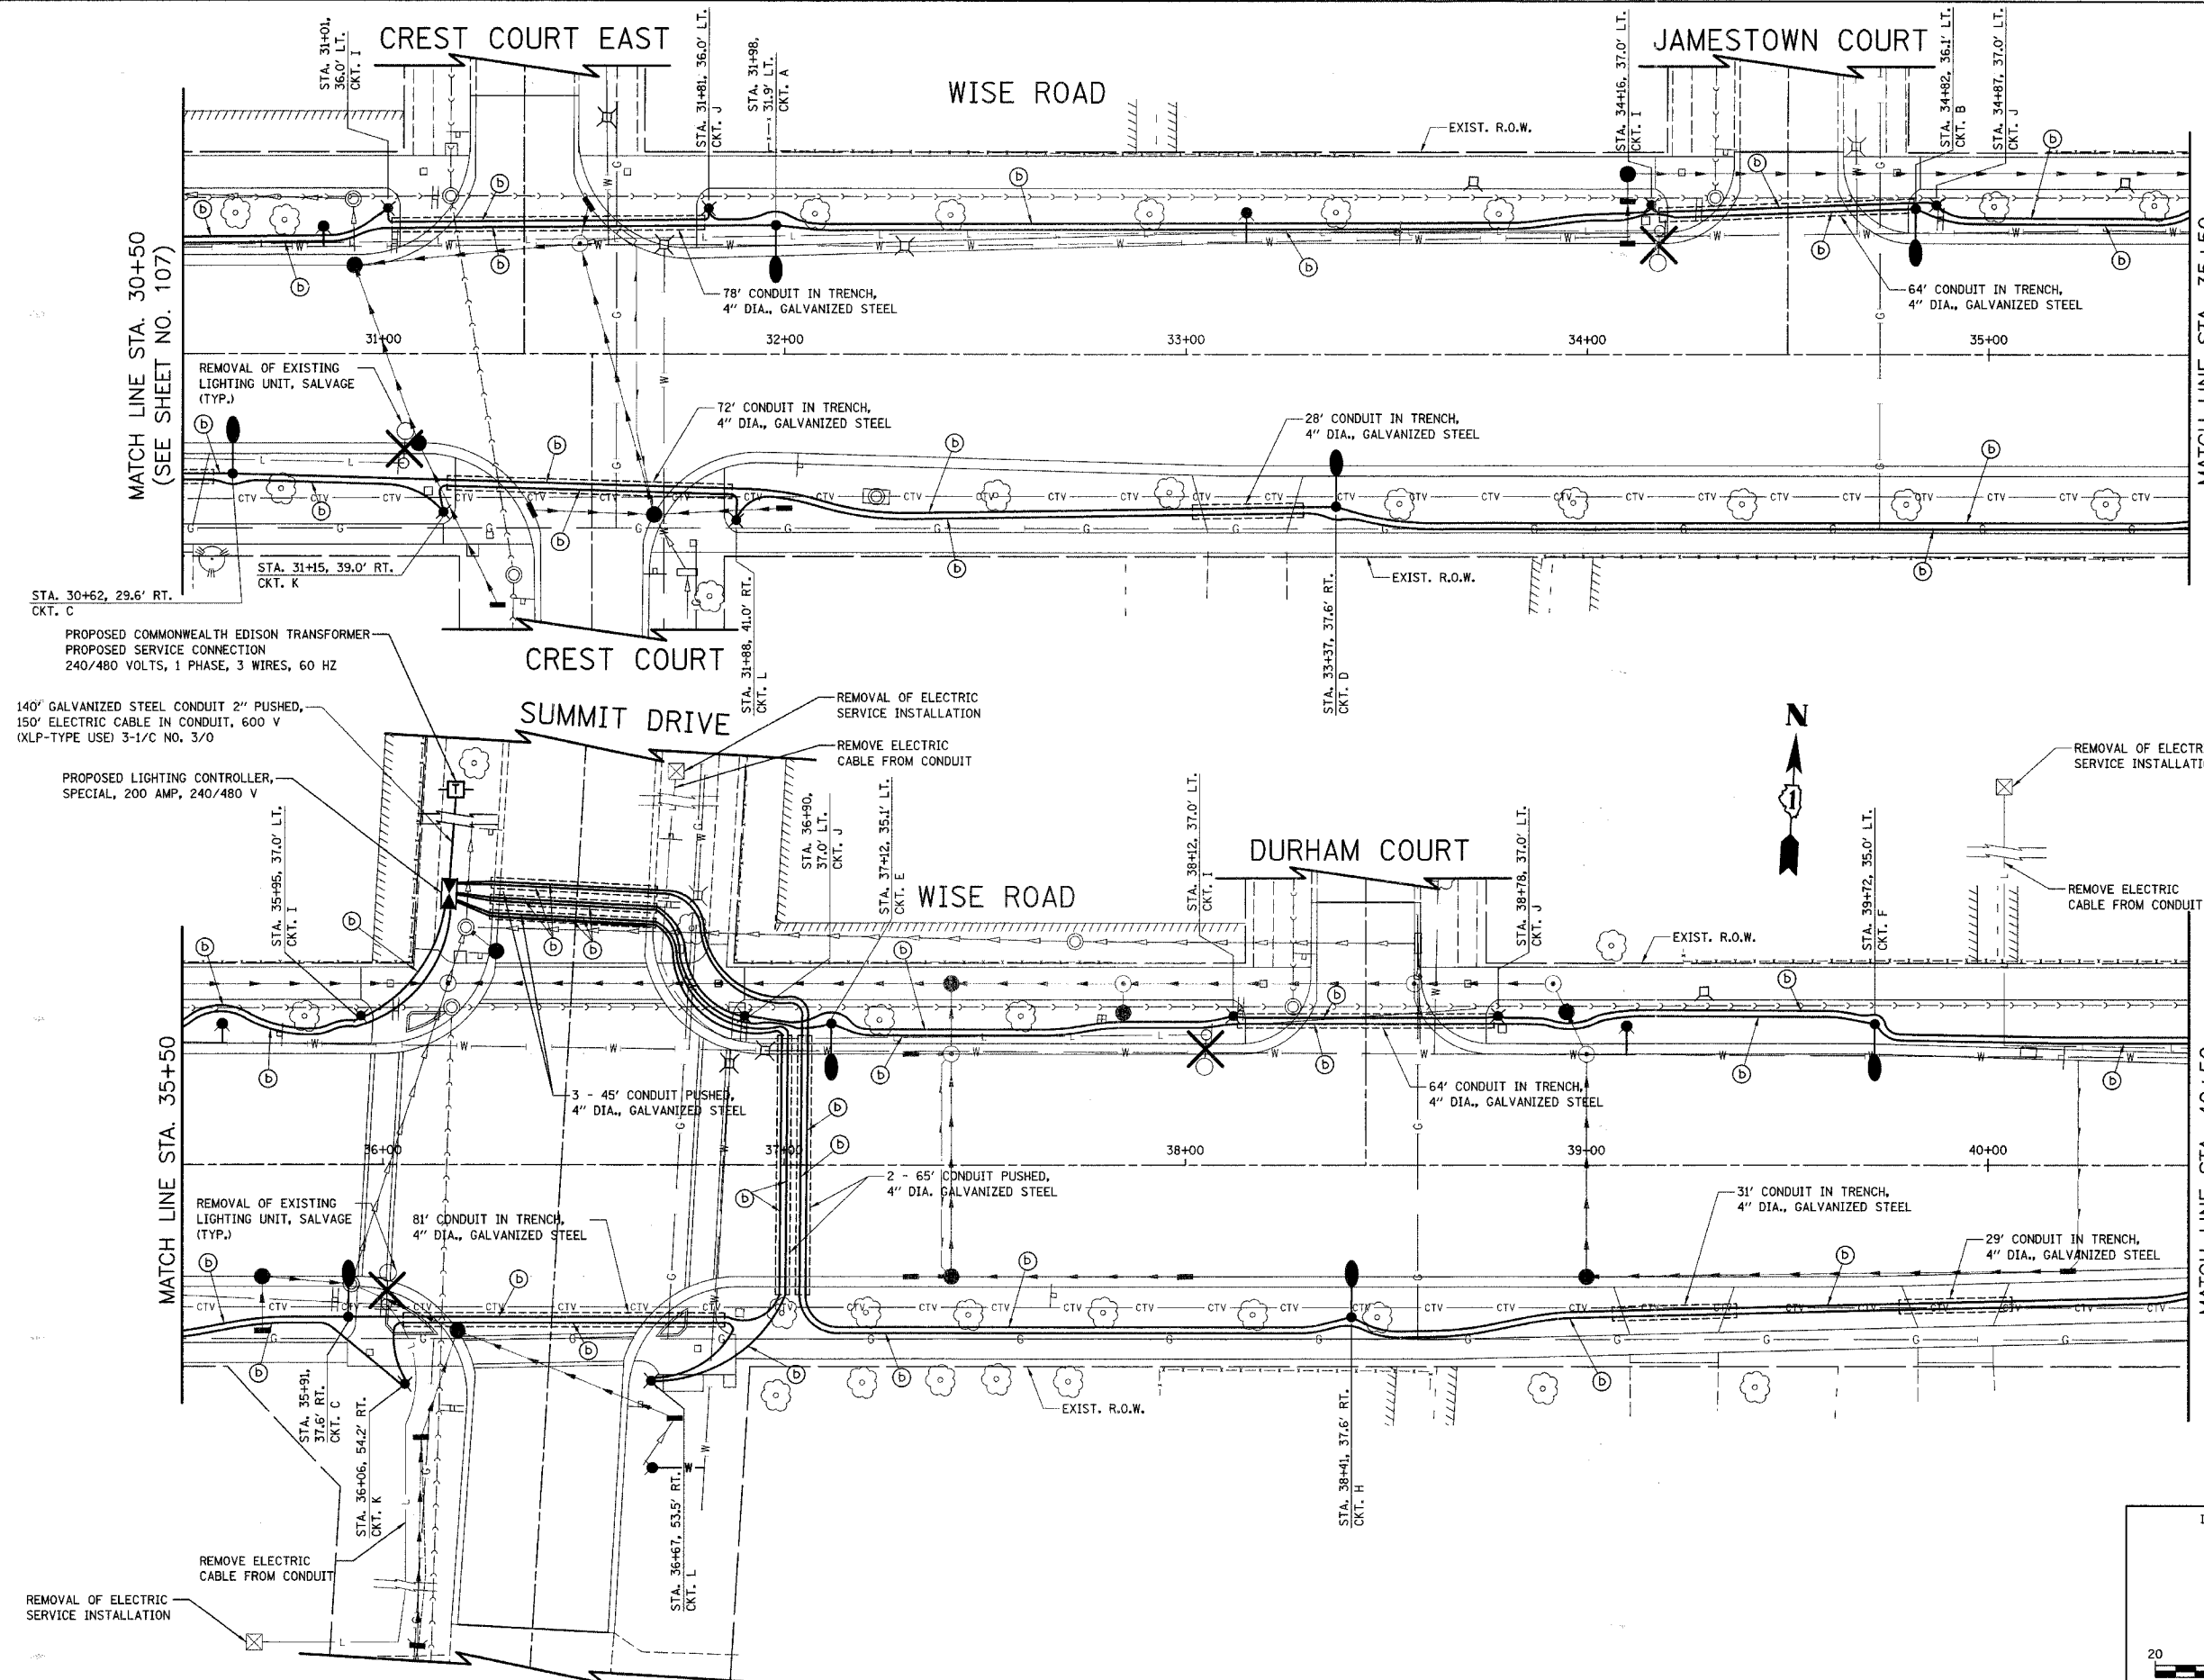 CREST COURT EAST
WISE ROAD
JAMESTOWN COURT
STA. 31+01,
36.0' LT.
CKT. I
STA. 31+81, 36.0' LT.
CKT. J
STA. 31+98,
31.9' LT.
CKT. A
STA. 34+16, 37.0' LT.
CKT. I
STA. 34+82, 36.1' LT.
CKT. B
STA. 34+87, 37.0' LT.
CKT. J
EXIST. R.O.W.
MATCH LINE STA. 30+50
(SEE SHEET NO. 107)
78' CONDUIT IN TRENCH,
4" DIA., GALVANIZED STEEL
64' CONDUIT IN TRENCH,
4" DIA., GALVANIZED STEEL
31+00
32+00
33+00
34+00
35+00
REMOVAL OF EXISTING
LIGHTING UNIT, SALVAGE
(TYP.)
72' CONDUIT IN TRENCH,
4" DIA., GALVANIZED STEEL
28' CONDUIT IN TRENCH,
4" DIA., GALVANIZED STEEL
STA. 31+15, 39.0' RT.
CKT. K
STA. 30+62, 29.6' RT.
CKT. C
STA. 31+88, 41.0' RT.
CKT. L
STA. 33+37, 37.6' RT.
CKT. D
EXIST. R.O.W.
CREST COURT
PROPOSED COMMONWEALTH EDISON TRANSFORMER
PROPOSED SERVICE CONNECTION
240/480 VOLTS, 1 PHASE, 3 WIRES, 60 HZ
140' GALVANIZED STEEL CONDUIT 2" PUSHED,
150' ELECTRIC CABLE IN CONDUIT, 600 V
(XLP-TYPE USE) 3-1/C NO. 3/0
PROPOSED LIGHTING CONTROLLER,
SPECIAL, 200 AMP, 240/480 V
SUMMIT DRIVE
REMOVAL OF ELECTRIC
SERVICE INSTALLATION
REMOVE ELECTRIC
CABLE FROM CONDUIT
N
1
REMOVE ELECTRIC
CABLE FROM CONDUIT
STA. 35+95, 37.0' LT.
CKT. I
STA. 36+90,
37.0' LT.
CKT. J
STA. 37+12, 35.1' LT.
CKT. E
WISE ROAD
STA. 38+12, 37.0' LT.
CKT. I
DURHAM COURT
STA. 38+78, 37.0' LT.
CKT. J
STA. 39+72, 35.0' LT.
CKT. F
EXIST. R.O.W.
MATCH LINE STA. 35+50
3 - 45' CONDUIT PUSHED,
4" DIA., GALVANIZED STEEL
64' CONDUIT IN TRENCH,
4" DIA., GALVANIZED STEEL
36+00
37+00
38+00
39+00
40+00
2 - 65' CONDUIT PUSHED,
4" DIA. GALVANIZED STEEL
REMOVAL OF EXISTING
LIGHTING UNIT, SALVAGE
(TYP.)
81' CONDUIT IN TRENCH,
4" DIA., GALVANIZED STEEL
31' CONDUIT IN TRENCH,
4" DIA., GALVANIZED STEEL
29' CONDUIT IN TRENCH,
4" DIA., GALVANIZED STEEL
STA. 35+91,
37.6' RT.
CKT. C
STA. 36+06, 54.2' RT.
CKT. K
STA. 36+67, 53.5' RT.
CKT. L
STA. 38+41, 37.6' RT.
CKT. H
EXIST. R.O.W.
REMOVE ELECTRIC
CABLE FROM CONDUIT
REMOVAL OF ELECTRIC
SERVICE INSTALLATION
20